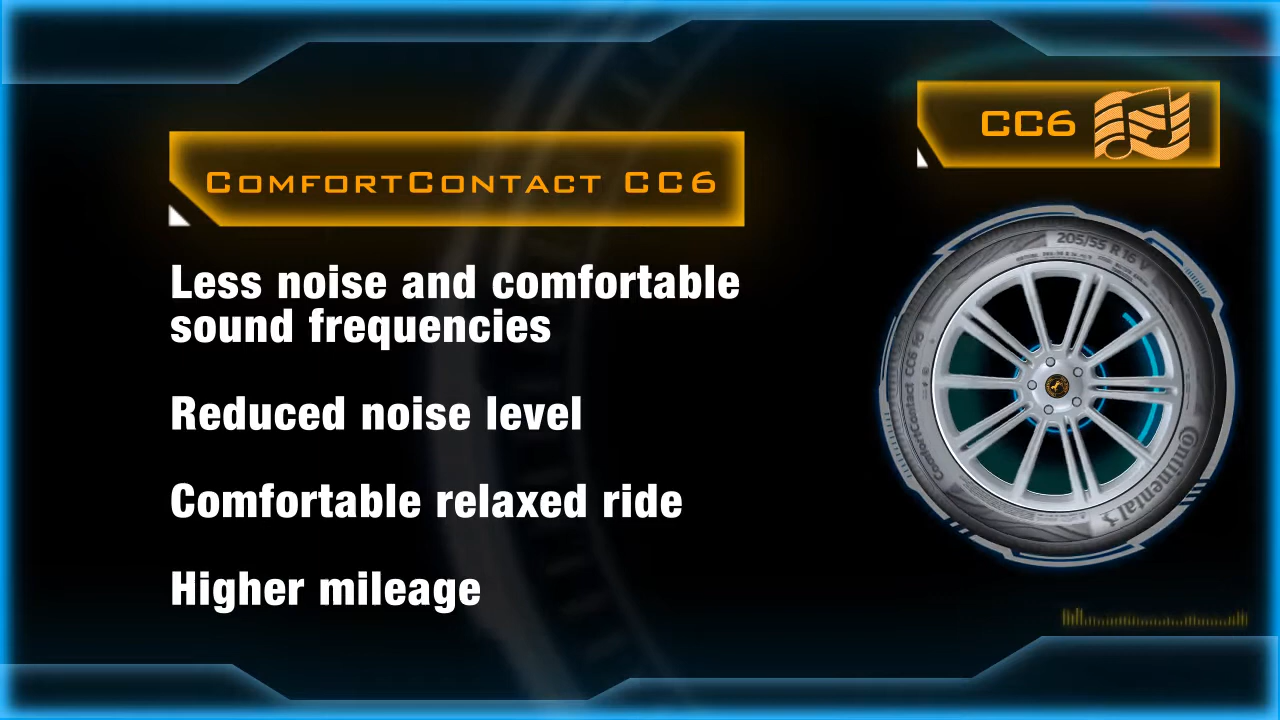 CC6
ComfortContact CC6
Less noise and comfortable
sound frequencies
Reduced noise level
Comfortable relaxed ride
Higher mileage
205/55 R 16 V
ComfortContact CC6
Continental